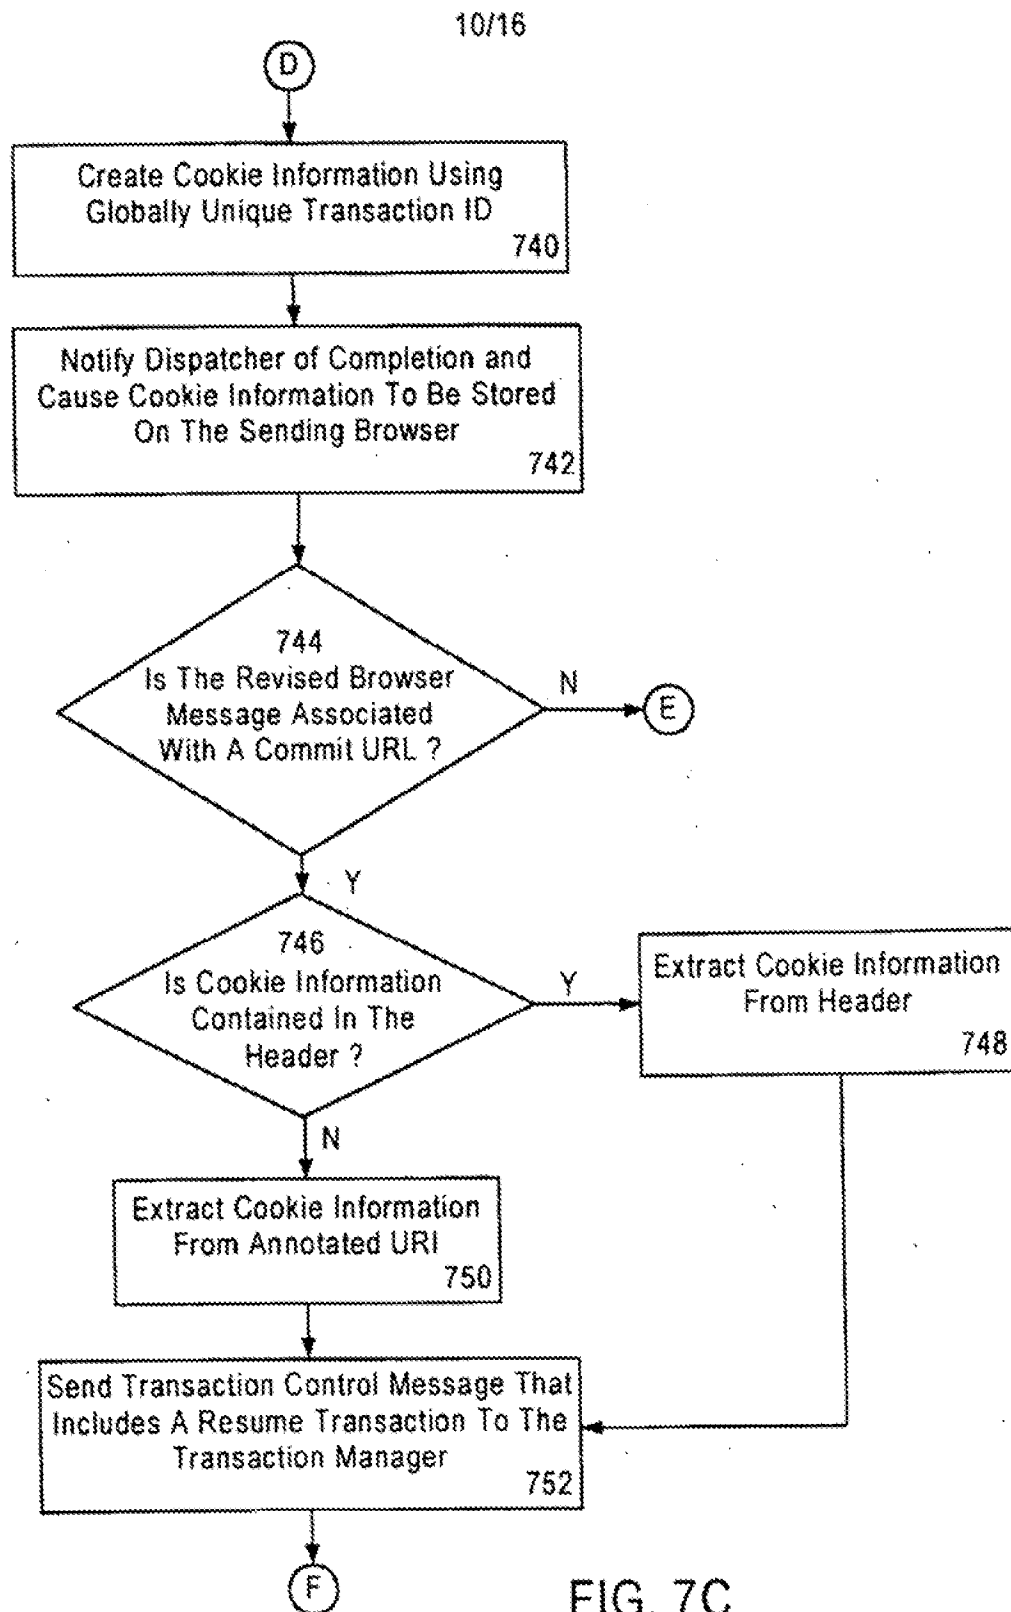 10/16
D
Create Cookie Information Using
Globally Unique Transaction ID
740
Notify Dispatcher of Completion and
Cause Cookie Information To Be Stored
On The Sending Browser
742
744
Is The Revised Browser
Message Associated
With A Commit URL ?
N
E
Y
746
Is Cookie Information
Contained In The
Header ?
Y
Extract Cookie Information
From Header
748
N
Extract Cookie Information
From Annotated URI
750
Send Transaction Control Message That
Includes A Resume Transaction To The
Transaction Manager
752
F
FIG. 7C